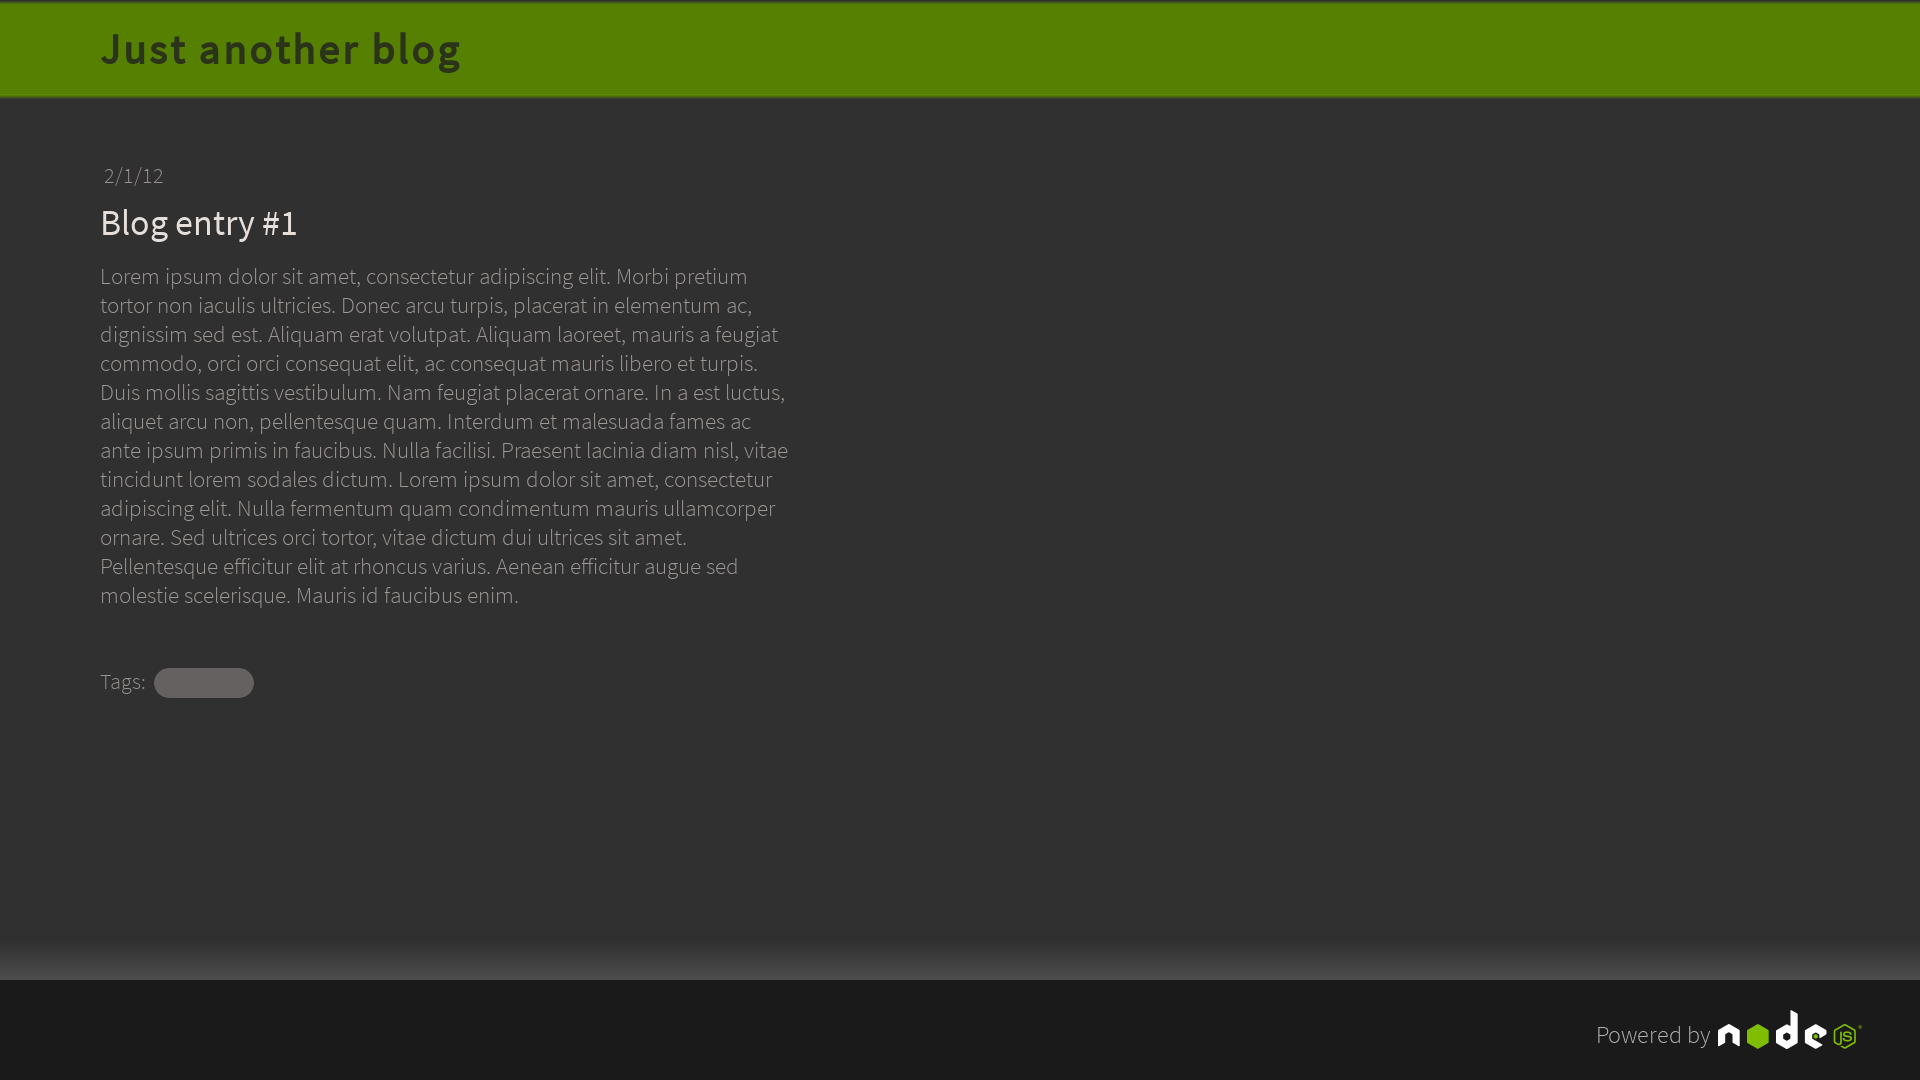 Just another blog
2/1/12
Blog entry #1
Lorem ipsum dolor sit amet, consectetur adipiscing elit. Morbi pretium
tortor non iaculis ultricies. Donec arcu turpis, placerat in elementum ac,
dignissim sed est. Aliquam erat volutpat. Aliquam laoreet, mauris a feugiat
commodo, orci orci consequat elit, ac consequat mauris libero et turpis.
Duis mollis sagittis vestibulum. Nam feugiat placerat ornare. In a est luctus,
aliquet arcu non, pellentesque quam. Interdum et malesuada fames ac
ante ipsum primis in faucibus. Nulla facilisi. Praesent lacinia diam nisl, vitae
tincidunt lorem sodales dictum. Lorem ipsum dolor sit amet, consectetur
adipiscing elit. Nulla fermentum quam condimentum mauris ullamcorper
ornare. Sed ultrices orci tortor, vitae dictum dui ultrices sit amet.
Pellentesque efficitur elit at rhoncus varius. Aenean efficitur augue sed
molestie scelerisque. Mauris id faucibus enim.
Tags:
Powered by node JS